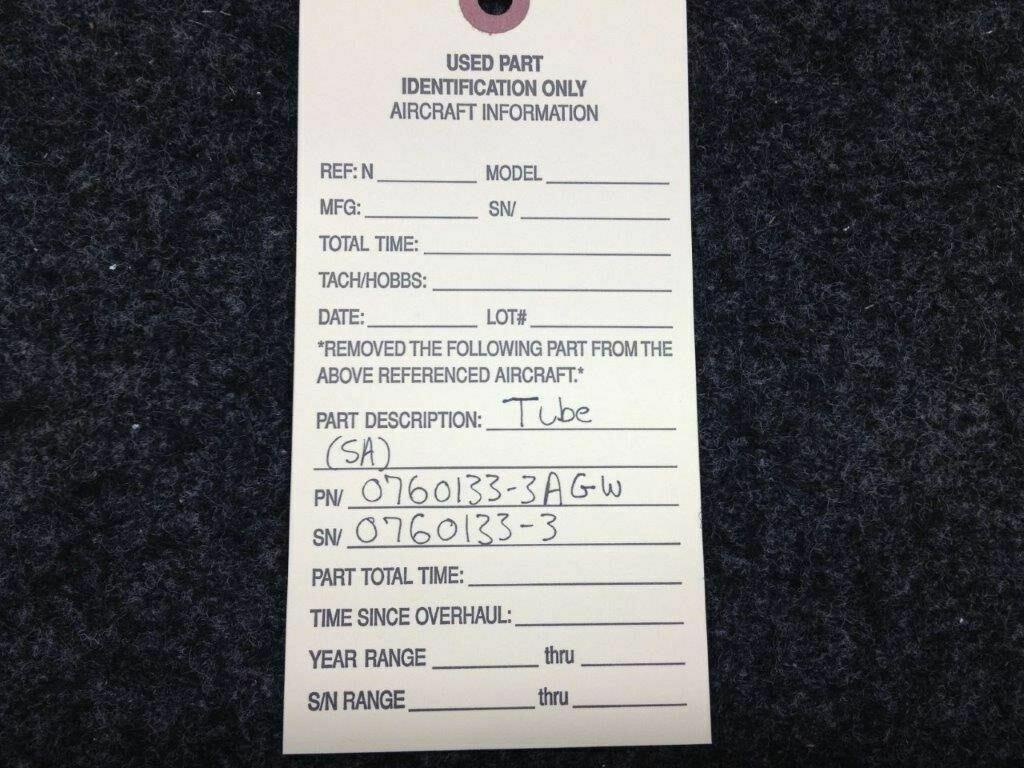 USED PART
IDENTIFICATION ONLY
AIRCRAFT INFORMATION
REF: N MODEL
MFG: SN/
TOTAL TIME:
TACH/HOBBS:
DATE: LOT#
*REMOVED THE FOLLOWING PART FROM THE
ABOVE REFERENCED AIRCRAFT.*
PART DESCRIPTION: Tube
(SA)
PN/ 0760133-3AGW
SN/ 0760133-3
PART TOTAL TIME:
TIME SINCE OVERHAUL:
YEAR RANGE thru
S/N RANGE thru